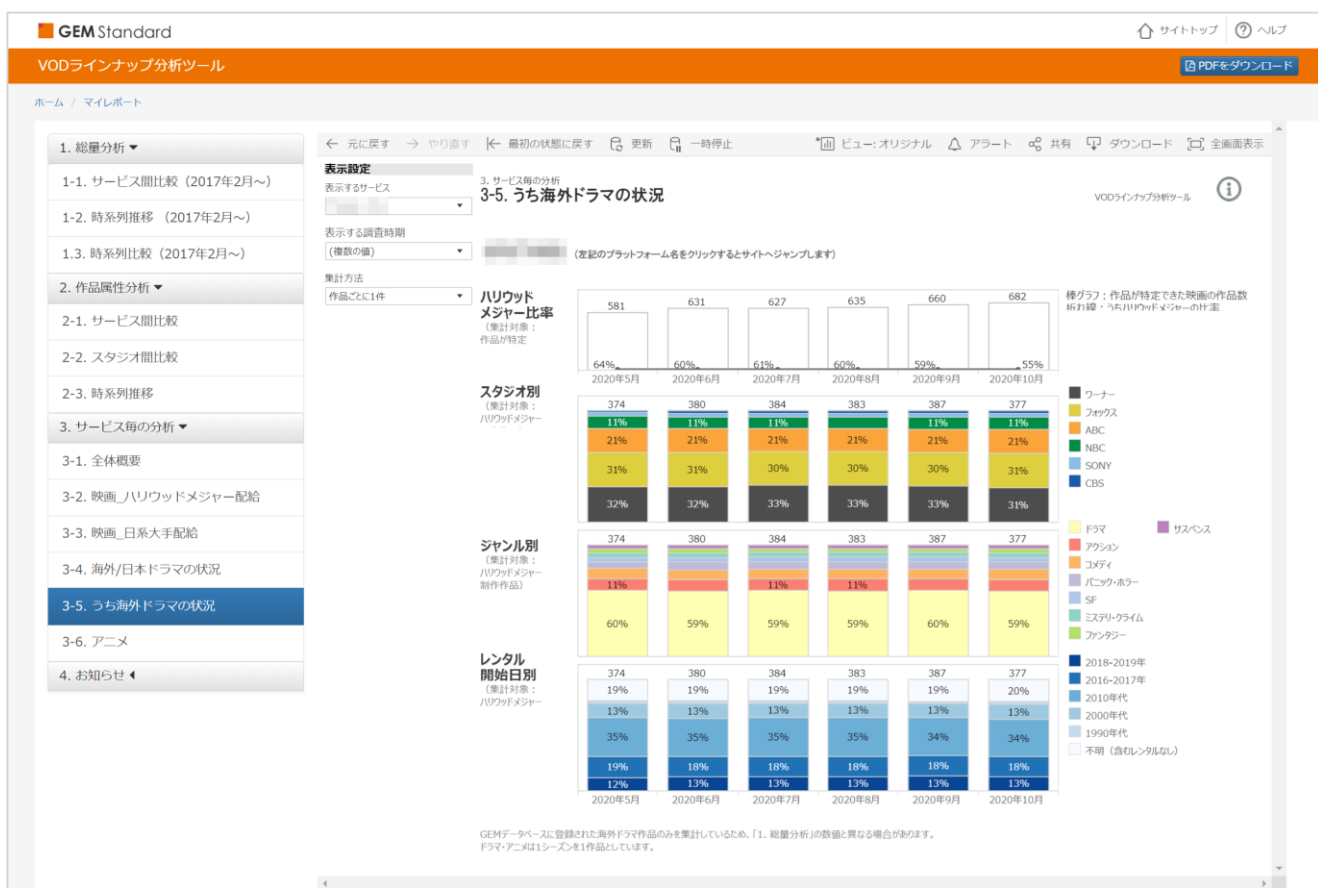 GEM Standard
サイトトップ
ヘルプ
VODラインナップ分析ツール
PDFをダウンロード
ホーム / マイレポート
1. 総量分析▼
1-1. サービス間比較（2017年2月～）
1-2. 時系列推移 （2017年2月～）
1.3. 時系列比較（2017年2月～）
2. 作品属性分析▼
2-1. サービス間比較
2-2. スタジオ間比較
2-3. 時系列推移
3. サービス毎の分析▼
3-1. 全体概要
3-2. 映画_ハリウッドメジャー配給
3-3. 映画_日系大手配給
3-4. 海外/日本ドラマの状況
3-5. うち海外ドラマの状況
3-6. アニメ
4. お知らせ
← 元に戻す → やり直す 最初の状態に戻す 更新 一時停止 ビュー: オリジナル アラート 共有 ダウンロード 全画面表示
表示設定
表示するサービス
表示する調査時期
(複数の値)
集計方法
作品ごとに1件
3. サービス毎の分析
3-5. うち海外ドラマの状況
VODラインナップ分析ツール
（左記のプラットフォーム名をクリックするとサイトへジャンプします）
ハリウッド
メジャー比率
（集計対象：
作品が特定
581 631 627 635 660 682
64% 60% 61% 60% 59% 55%
2020年5月 2020年6月 2020年7月 2020年8月 2020年9月 2020年10月
棒グラフ：作品が特定できた映画の作品数
折れ線：うちハリウッドメジャーの比率
スタジオ別
（集計対象：
ハリウッドメジャー
374 380 384 383 387 377
11% 11% 11% 11% 11%
21% 21% 21% 21% 21% 21%
31% 31% 30% 30% 30% 31%
32% 32% 33% 33% 33% 31%
ワーナー
フォックス
ABC
NBC
SONY
CBS
ジャンル別
（集計対象：
ハリウッドメジャー
制作作品）
374 380 384 383 387 377
11% 11% 11%
60% 59% 59% 59% 60% 59%
ドラマ サスペンス
アクション
コメディ
パニック・ホラー
SF
ミステリ・クライム
ファンタジー
レンタル
開始日別
（集計対象：
ハリウッドメジャー
374 380 384 383 387 377
19% 19% 19% 19% 19% 20%
13% 13% 13% 13% 13% 13%
35% 35% 35% 35% 34% 34%
19% 18% 18% 18% 18% 18%
12% 13% 13% 13% 13% 13%
2020年5月 2020年6月 2020年7月 2020年8月 2020年9月 2020年10月
2018-2019年
2016-2017年
2010年代
2000年代
1990年代
不明（含むレンタルなし）
GEMデータベースに登録された海外ドラマ作品のみを集計しているため、「1. 総量分析」の数値と異なる場合があります。
ドラマ・アニメは1シーズンを1作品としています。